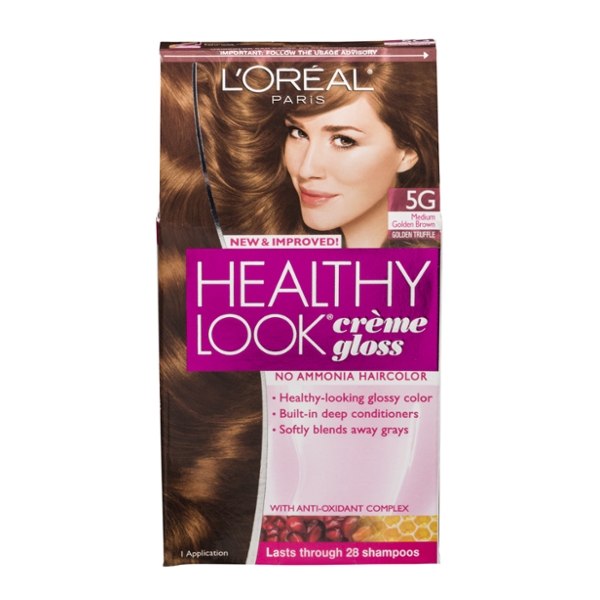 IMPORTANT: FOLLOW THE USAGE ADVISORY
L'ORÉAL
PARIS
5G
Medium
Golden Brown
GOLDEN TRUFFLE
NEW & IMPROVED!
HEALTHY
LOOK® crème
gloss
NO AMMONIA HAIRCOLOR
• Healthy-looking glossy color
• Built-in deep conditioners
• Softly blends away grays
WITH ANTI-OXIDANT COMPLEX
1 Application
Lasts through 28 shampoos